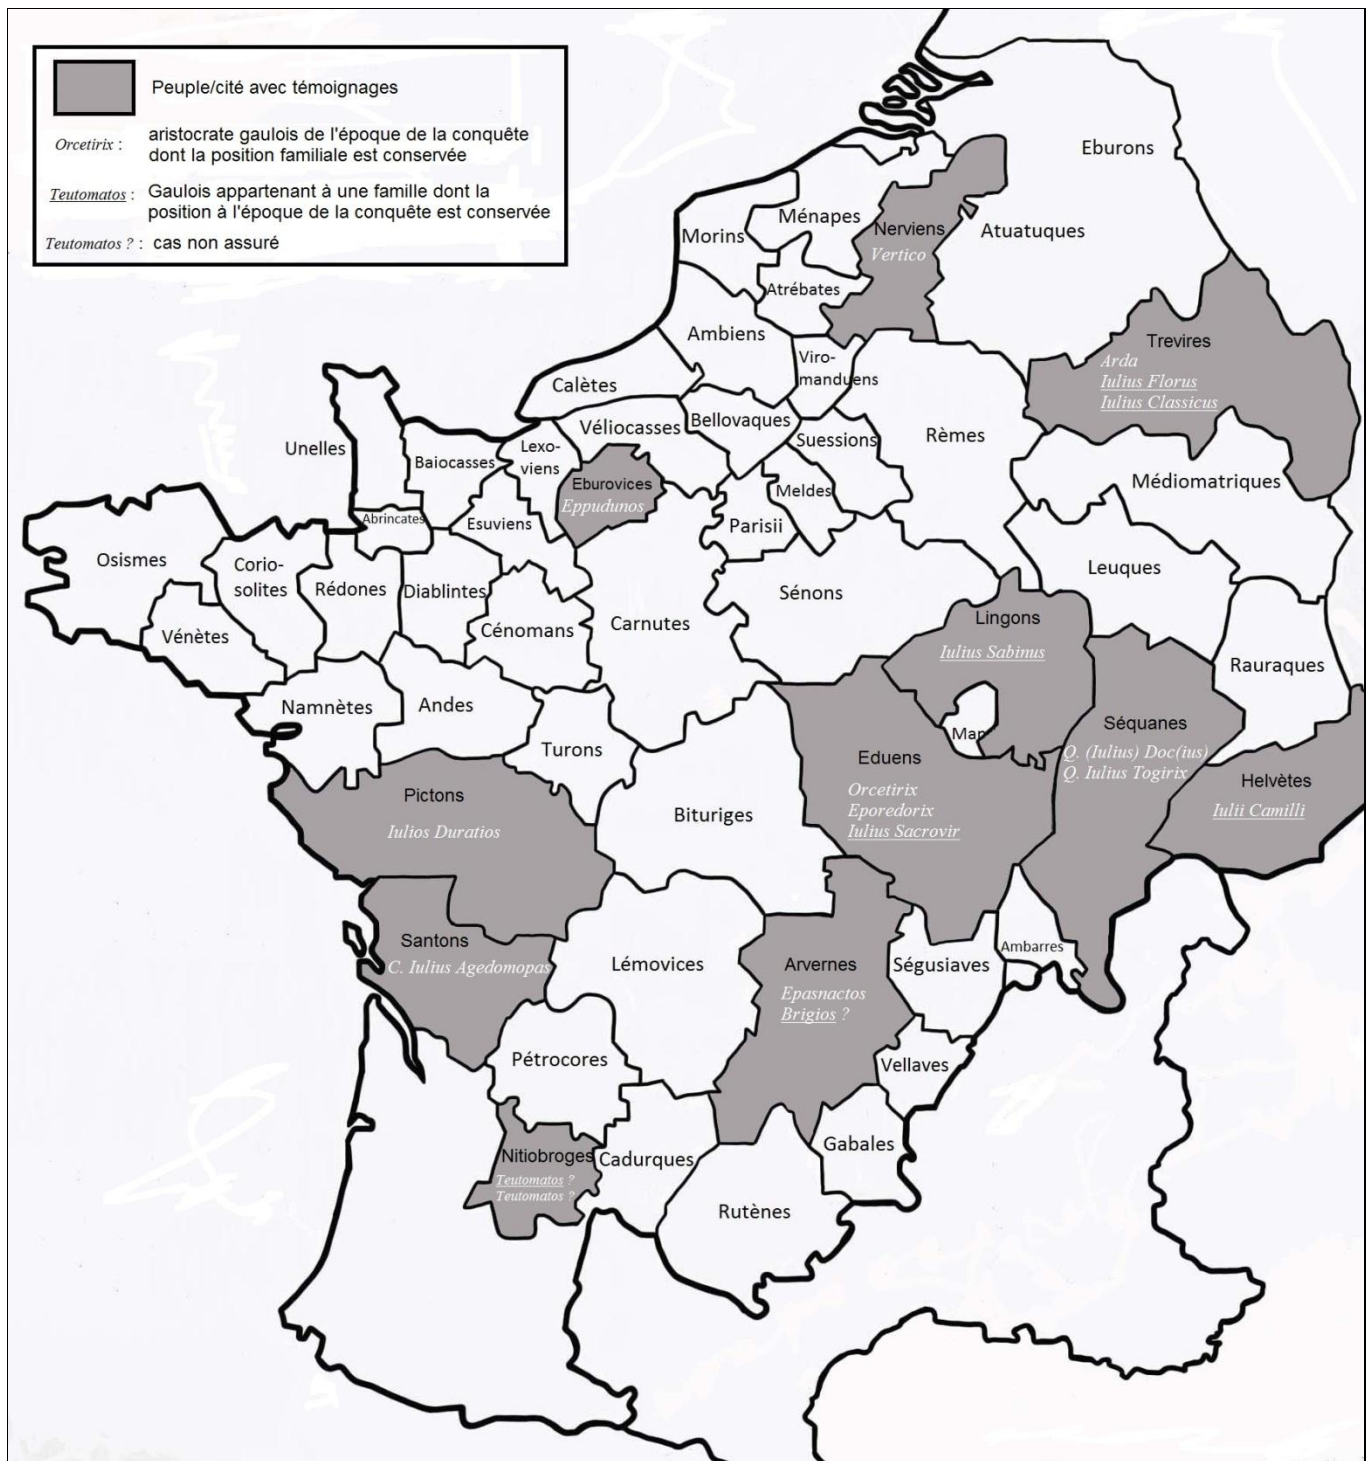 Peuple/cité avec témoignages
Orcetirix :
aristocrate gaulois de l'époque de la conquête
dont la position familiale est conservée
Teutomatos :
Gaulois appartenant à une famille dont la
position à l'époque de la conquête est conservée
Teutomatos ? : cas non assuré
Eburons
Ménapes
Nerviens
Vertico
Atuatuques
Morins
Atrébates
Ambiens
Viro-
manduens
Trevires
Arda
Iulius Florus
Iulius Classicus
Calètes
Véliocasses
Bellovaques
Suessions
Rèmes
Unelles
Baiocasses
Lexo-
viens
Eburovices
Eppudunos
Meldes
Médiomatriques
Abrincates
Esuviens
Parisii
Osismes
Corio-
solites
Rédones
Diablintes
Leuques
Sénons
Vénètes
Cénomans
Carnutes
Lingons
Iulius Sabinus
Rauraques
Namnètes
Andes
Turons
Man
Séquanes
Q. (Iulius) Doc(ius)
Q. Iulius Togirix
Eduens
Orcetirix
Eporedorix
Iulius Sacrovir
Helvètes
Iulii Camilli
Pictons
Iulios Duratios
Bituriges
Santons
C. Iulius Agedomopas
Lémovices
Arvernes
Epasnactos
Brigios ?
Ségusiaves
Ambarres
Pétrocores
Vellaves
Nitiobroges
Teutomatos ?
Teutomatos ?
Cadurques
Gabales
Rutènes